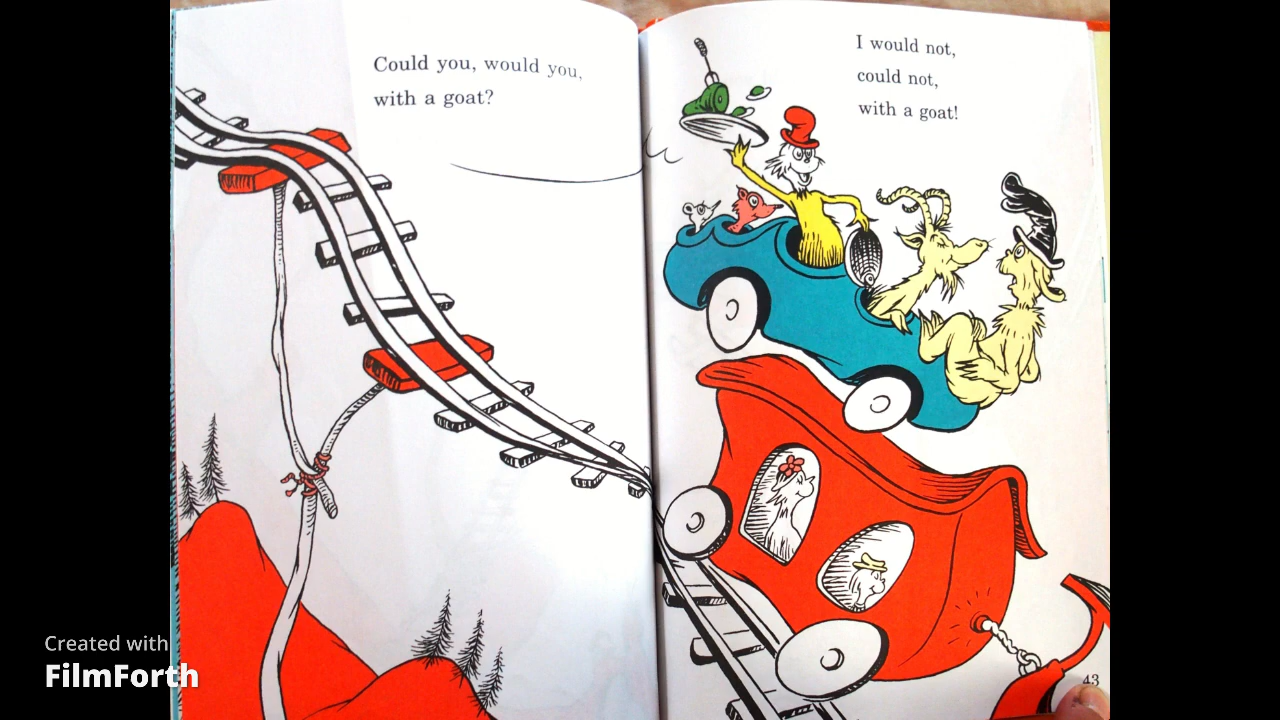 Could you, would you,
with a goat?
I would not,
could not,
with a goat!
43
Created with
FilmForth